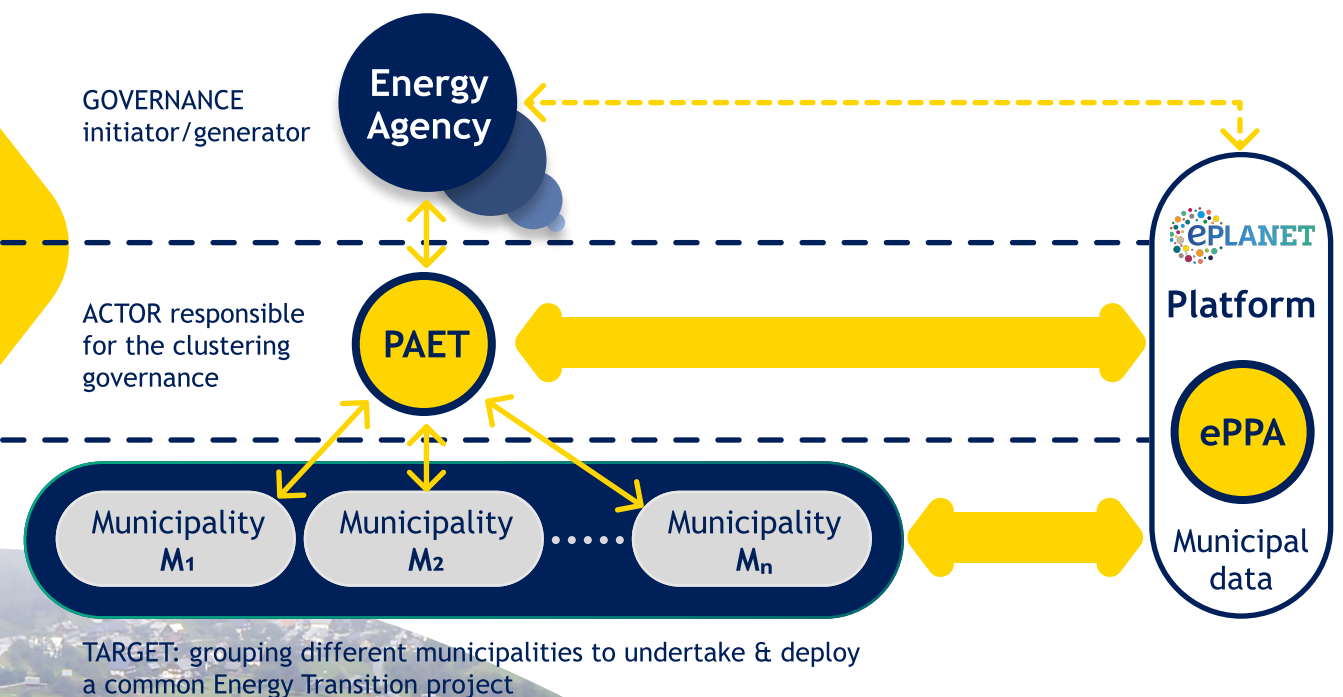 GOVERNANCE
initiator/generator
Energy
Agency
ePLANET
Platform
ACTOR responsible
for the clustering
governance
PAET
ePPA
Municipality
M1
Municipality
M2
Municipality
Mn
Municipal
data
TARGET: grouping different municipalities to undertake & deploy
a common Energy Transition project